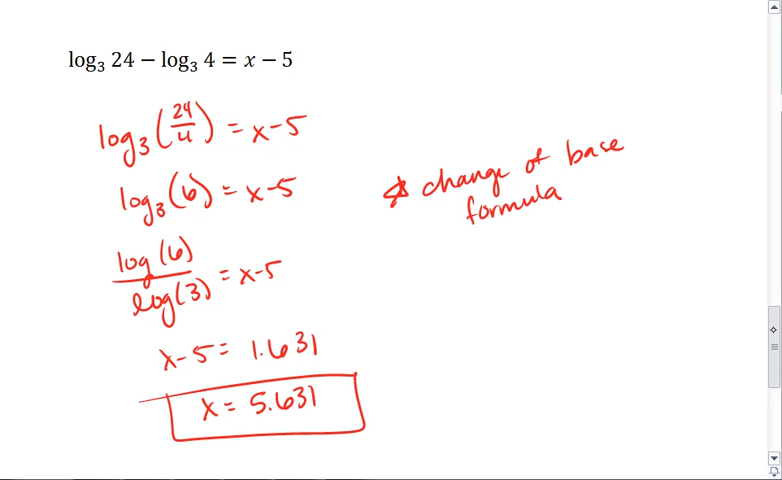 log₃ 24 − log₃ 4 = x − 5
log₃(24/4) = x-5
log₃(6) = x-5
* change of base
formula
log(6)/log(3) = x-5
x-5 = 1.631
x = 5.631